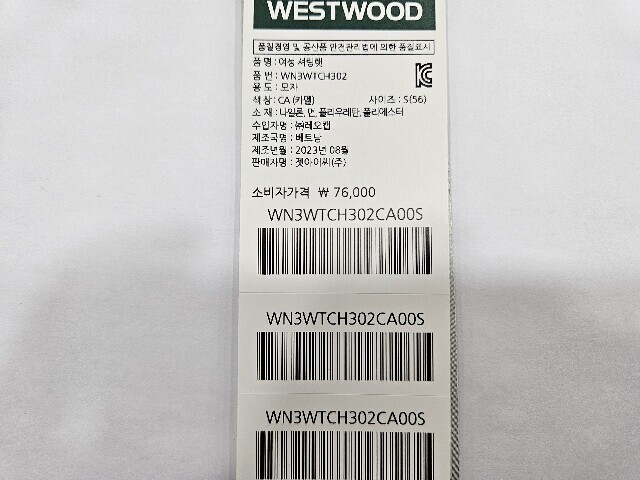 WESTWOOD
품질경영 및 공산품 안전관리법에 의한 품질표시
품 명 : 여성 셔링햇
품 번 : WN3WTCH302
용 도 : 모자
색 상 : CA (카멜) 사이즈 : S(56)
소 재 : 나일론, 면, 폴리우레탄, 폴리에스터
수입자명 : ㈜레오캡
제조국명 : 베트남
제조년월 : 2023년 08월
판매자명 : 젯아이씨(주)
소비자가격 ₩ 76,000
WN3WTCH302CA00S
WN3WTCH302CA00S
WN3WTCH302CA00S